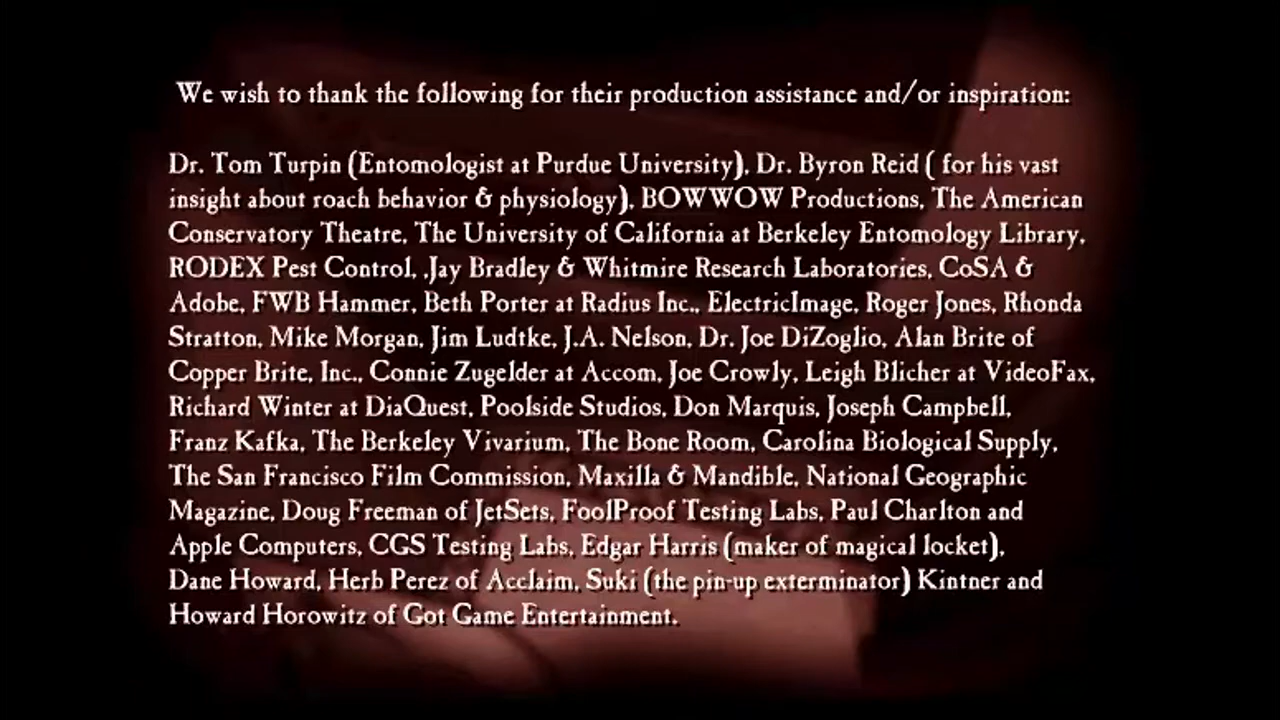 We wish to thank the following for their production assistance and/or inspiration:
Dr. Tom Turpin (Entomologist at Purdue University), Dr. Byron Reid ( for his vast
insight about roach behavior & physiology), BOWWOW Productions, The American
Conservatory Theatre, The University of California at Berkeley Entomology Library,
RODEX Pest Control, .Jay Bradley & Whitmire Research Laboratories, CoSA &
Adobe, FWB Hammer, Beth Porter at Radius Inc., ElectricImage, Roger Jones, Rhonda
Stratton, Mike Morgan, Jim Ludtke, J.A. Nelson, Dr. Joe DiZoglio, Alan Brite of
Copper Brite, Inc., Connie Zugelder at Accom, Joe Crowly, Leigh Blicher at VideoFax,
Richard Winter at DiaQuest, Poolside Studios, Don Marquis, Joseph Campbell,
Franz Kafka, The Berkeley Vivarium, The Bone Room, Carolina Biological Supply,
The San Francisco Film Commission, Maxilla & Mandible, National Geographic
Magazine, Doug Freeman of JetSets, FoolProof Testing Labs, Paul Charlton and
Apple Computers, CGS Testing Labs, Edgar Harris (maker of magical locket),
Dane Howard, Herb Perez of Acclaim, Suki (the pin-up exterminator) Kintner and
Howard Horowitz of Got Game Entertainment.